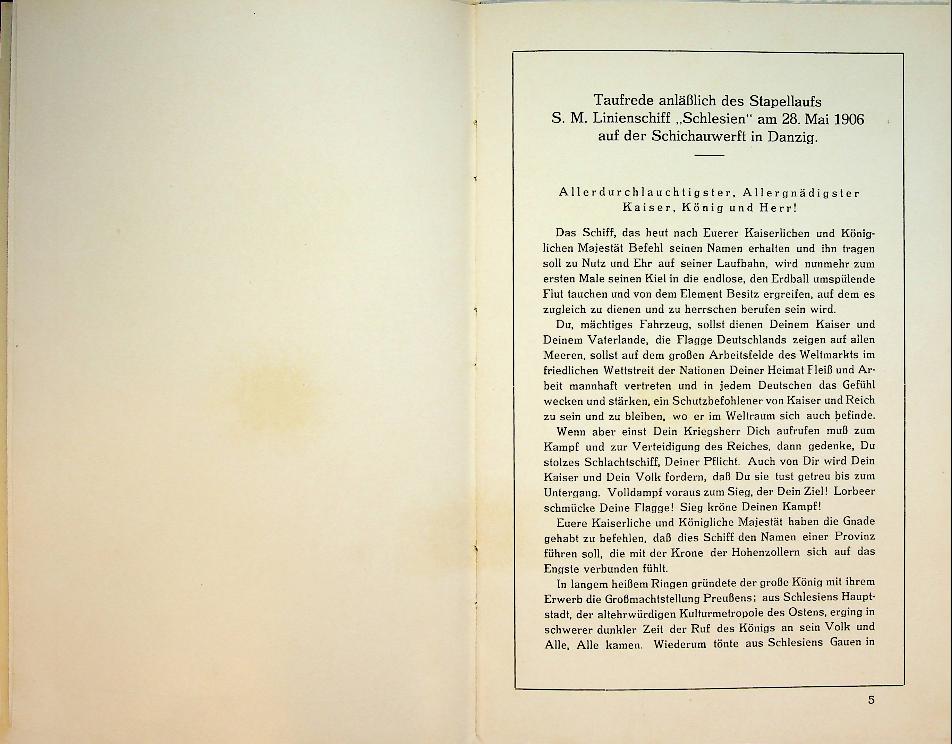 Taufrede anläßlich des Stapellaufs
S. M. Linienschiff „Schlesien“ am 28. Mai 1906
auf der Schichauwerft in Danzig.
Allerdurchlauchtigster, Allergnädigster
Kaiser, König und Herr!
Das Schiff, das heut nach Euerer Kaiserlichen und König-
lichen Majestät Befehl seinen Namen erhalten und ihn tragen
soll zu Nutz und Ehr auf seiner Laufbahn, wird nunmehr zum
ersten Male seinen Kiel in die endlose, den Erdball umspülende
Flut tauchen und von dem Element Besitz ergreifen, auf dem es
zugleich zu dienen und zu herrschen berufen sein wird.
Du, mächtiges Fahrzeug, sollst dienen Deinem Kaiser und
Deinem Vaterlande, die Flagge Deutschlands zeigen auf allen
Meeren, sollst auf dem großen Arbeitsfelde des Weltmarkts im
friedlichen Wettstreit der Nationen Deiner Heimat Fleiß und Ar-
beit mannhaft vertreten und in jedem Deutschen das Gefühl
wecken und stärken, ein Schutzbefohlener von Kaiser und Reich
zu sein und zu bleiben, wo er im Weltraum sich auch befinde.
Wenn aber einst Dein Kriegsherr Dich aufrufen muß zum
Kampf und zur Verteidigung des Reiches, dann gedenke, Du
stolzes Schlachtschiff, Deiner Pflicht. Auch von Dir wird Dein
Kaiser und Dein Volk fordern, daß Du sie tust getreu bis zum
Untergang. Volldampf voraus zum Sieg, der Dein Ziel! Lorbeer
schmücke Deine Flagge! Sieg kröne Deinen Kampf!
Euere Kaiserliche und Königliche Majestät haben die Gnade
gehabt zu befehlen, daß dies Schiff den Namen einer Provinz
führen soll, die mit der Krone der Hohenzollern sich auf das
Engste verbunden fühlt.
In langem heißem Ringen gründete der große König mit ihrem
Erwerb die Großmachtstellung Preußens; aus Schlesiens Haupt-
stadt, der altehrwürdigen Kulturmetropole des Ostens, erging in
schwerer dunkler Zeit der Ruf des Königs an sein Volk und
Alle, Alle kamen. Wiederum tönte aus Schlesiens Gauen in
5